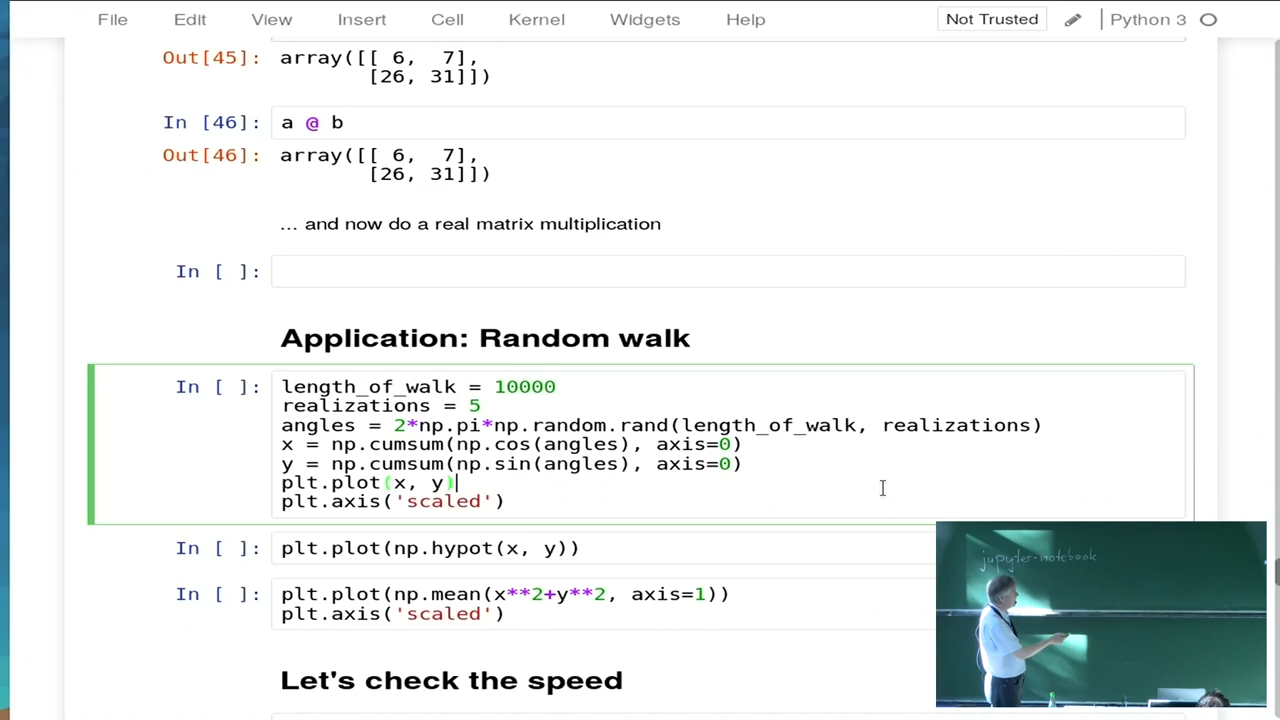 File Edit View Insert Cell Kernel Widgets Help Not Trusted Python 3
Out[45]: array([[ 6,  7],
[26, 31]])
In [46]: a @ b
Out[46]: array([[ 6,  7],
[26, 31]])
... and now do a real matrix multiplication
In [ ]:
Application: Random walk
In [ ]: length_of_walk = 10000
realizations = 5
angles = 2*np.pi*np.random.rand(length_of_walk, realizations)
x = np.cumsum(np.cos(angles), axis=0)
y = np.cumsum(np.sin(angles), axis=0)
plt.plot(x, y)
plt.axis('scaled')
In [ ]: plt.plot(np.hypot(x, y))
In [ ]: plt.plot(np.mean(x**2+y**2, axis=1))
plt.axis('scaled')
Let's check the speed
jupyter-notebook